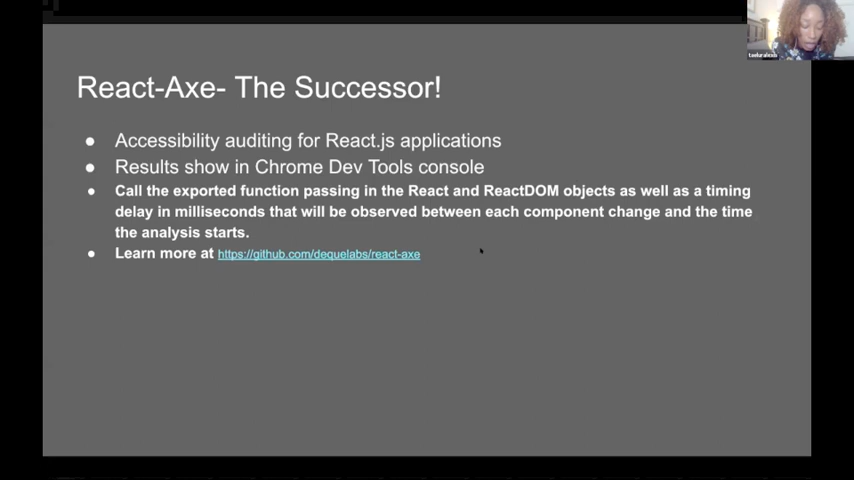 React-Axe- The Successor!
● Accessibility auditing for React.js applications
● Results show in Chrome Dev Tools console
● Call the exported function passing in the React and ReactDOM objects as well as a timing
delay in milliseconds that will be observed between each component change and the time
the analysis starts.
● Learn more at https://github.com/dequelabs/react-axe